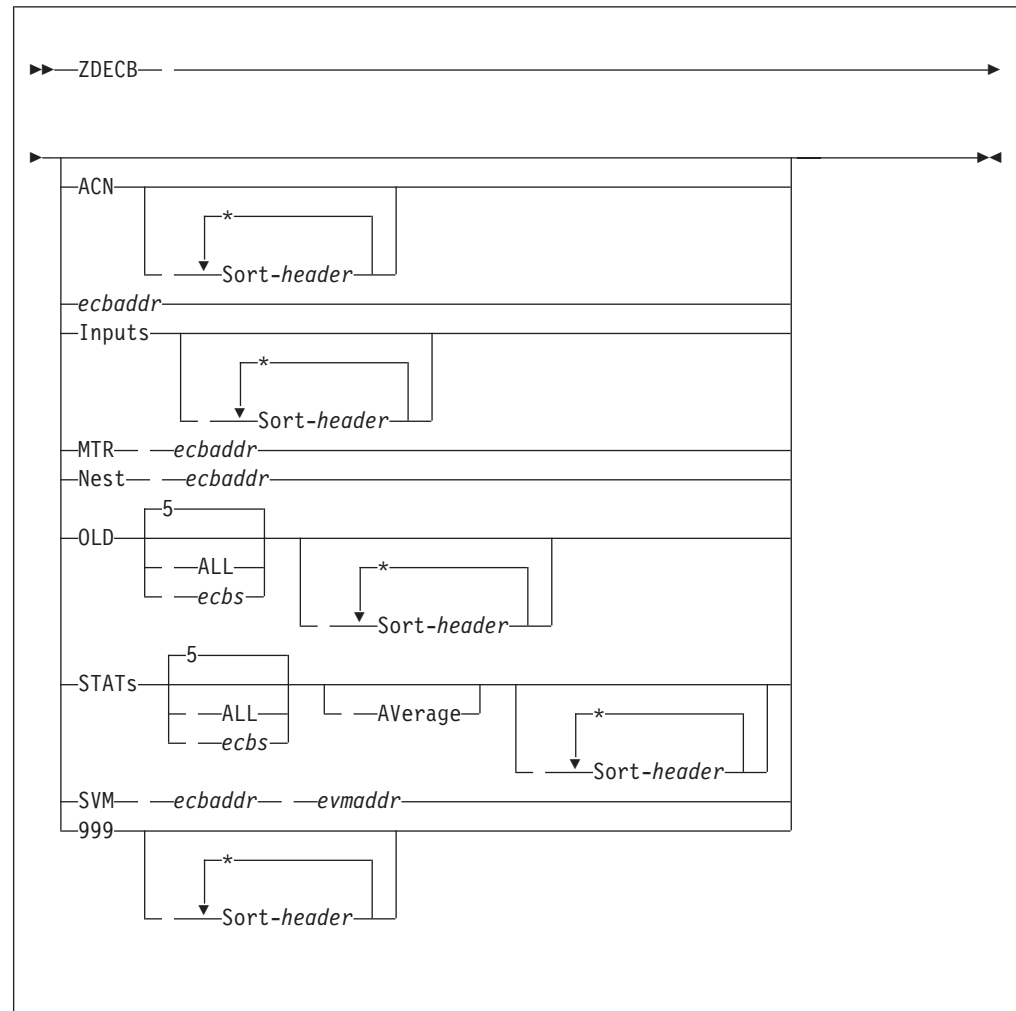 ZDECB
ACN
*
Sort-header
ecbaddr
Inputs
*
Sort-header
MTR ecbaddr
Nest ecbaddr
5
OLD
ALL
*
ecbs
Sort-header
5
STATs
ALL AVerage *
ecbs
Sort-header
SVM ecbaddr evmaddr
999
*
Sort-header